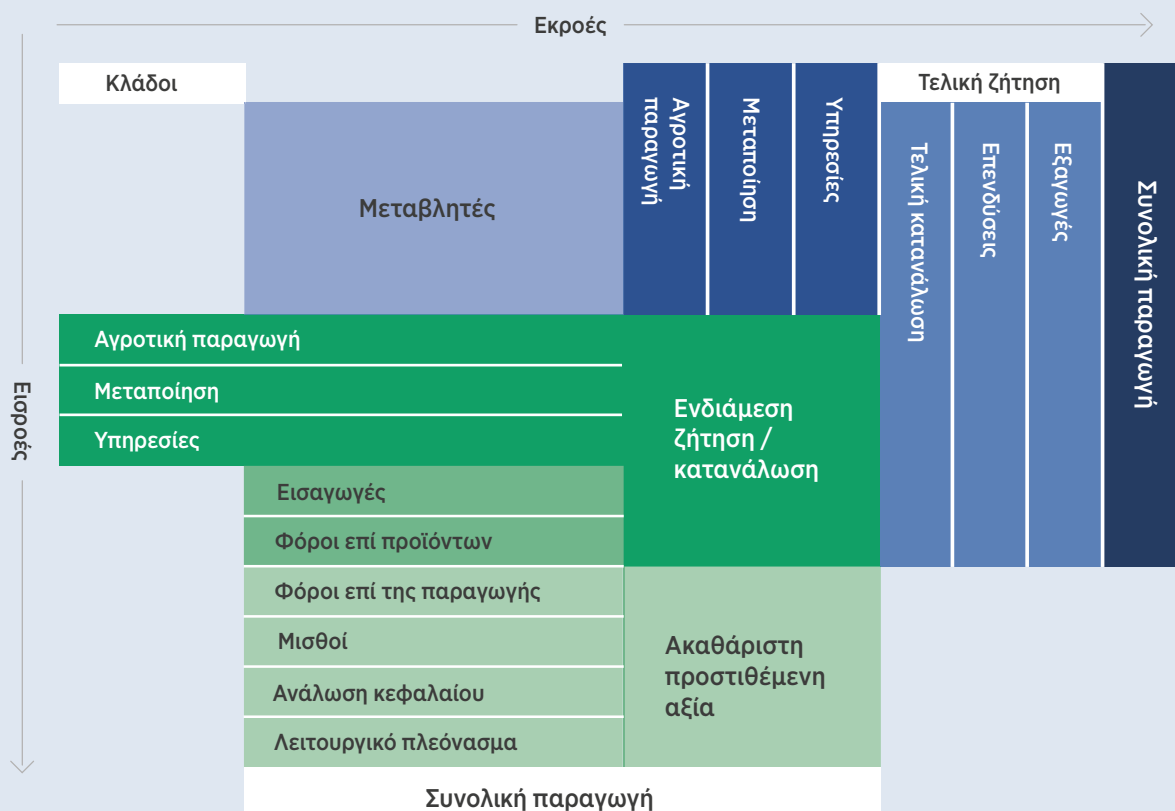 Εκροές
Κλάδοι
Τελική ζήτηση
Αγροτική
παραγωγή
Μεταποίηση
Υπηρεσίες
Τελική κατανάλωση
Επενδύσεις
Εξαγωγές
Συνολική παραγωγή
Μεταβλητές
Εισροές
Αγροτική παραγωγή
Μεταποίηση
Υπηρεσίες
Ενδιάμεση
ζήτηση /
κατανάλωση
Εισαγωγές
Φόροι επί προϊόντων
Φόροι επί της παραγωγής
Μισθοί
Ανάλωση κεφαλαίου
Λειτουργικό πλεόνασμα
Ακαθάριστη
προστιθέμενη
αξία
Συνολική παραγωγή